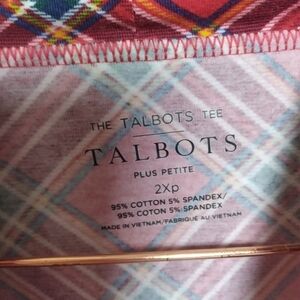 THE TALBOTS TEE
TALBOTS
PLUS PETITE
2Xp
95% COTTON 5% SPANDEX/
95% COTON 5% SPANDEX
MADE IN VIETNAM/FABRIQUÉ AU VIETNAM